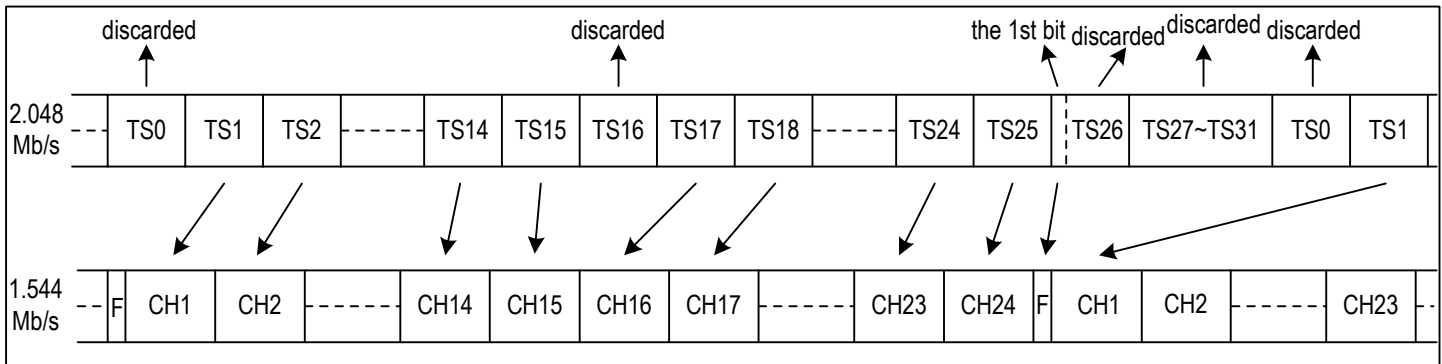 discarded discarded the 1st bit discarded discarded discarded
2.048 Mb/s TS0 TS1 TS2 TS14 TS15 TS16 TS17 TS18 TS24 TS25 TS26 TS27~TS31 TS0 TS1
1.544 Mb/s F CH1 CH2 CH14 CH15 CH16 CH17 CH23 CH24 F CH1 CH2 CH23